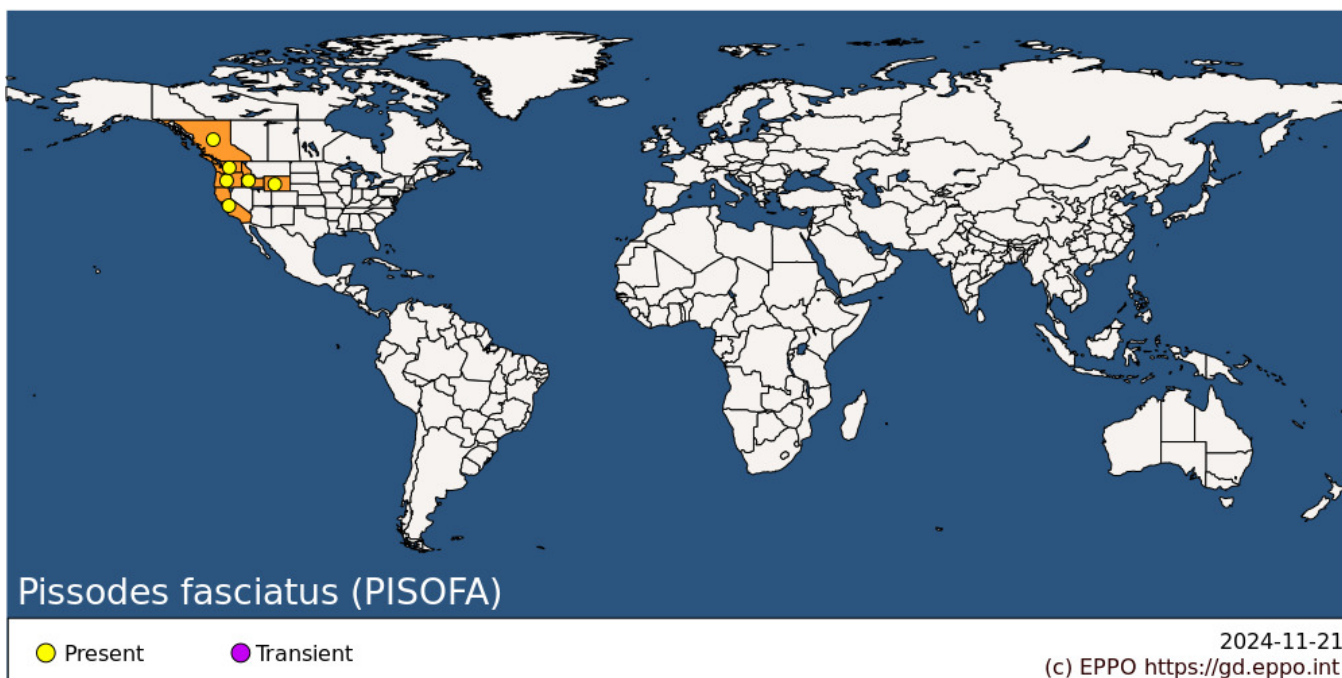 Pissodes fasciatus (PISOFA)
Present
Transient
2024-11-21
(c) EPPO https://gd.eppo.int